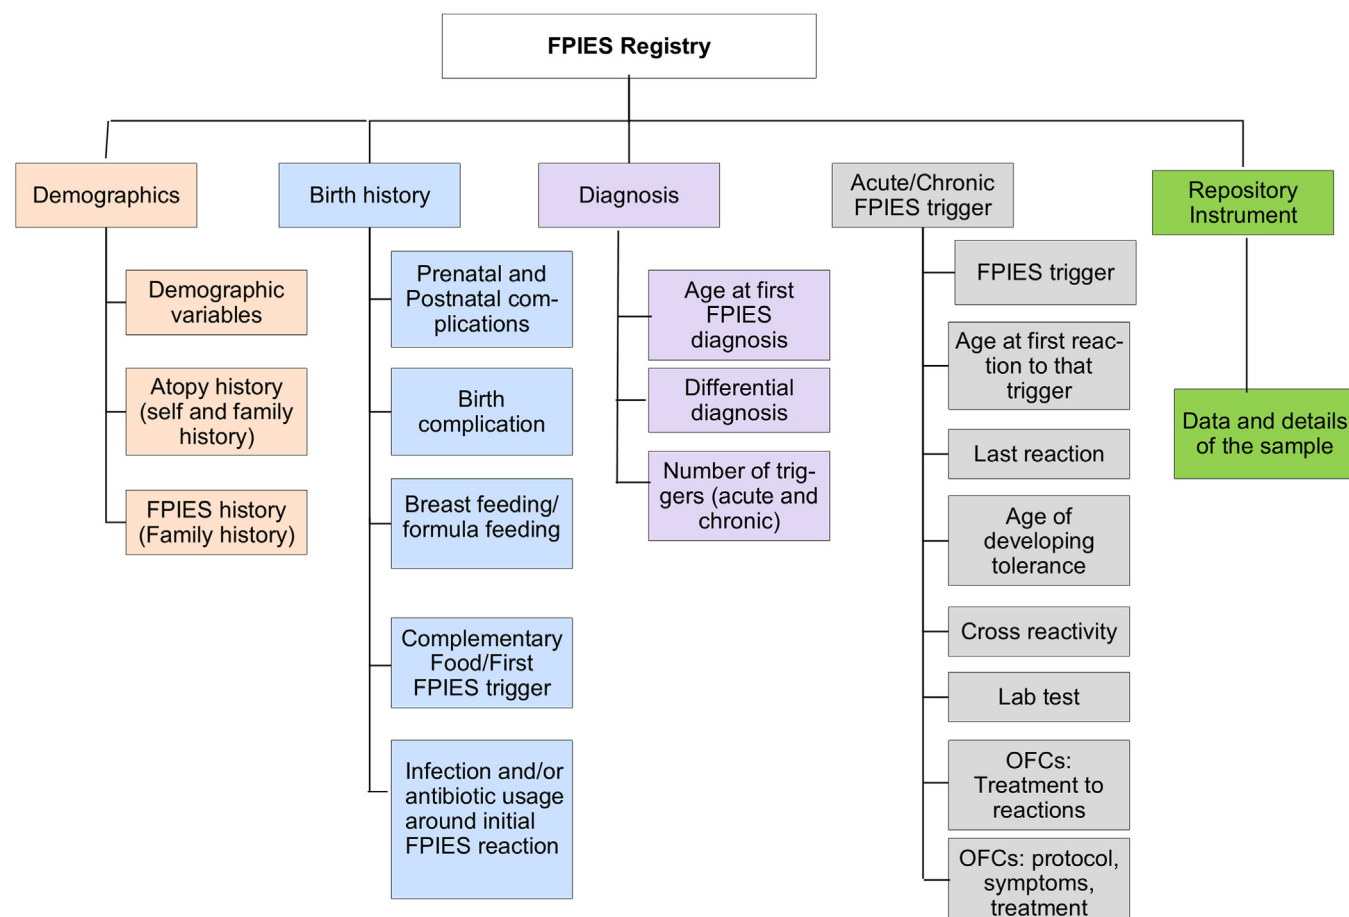 FPIES Registry
Demographics
Demographic
variables
Atopy history
(self and family
history)
FPIES history
(Family history)
Birth history
Prenatal and
Postnatal com-
plications
Birth
complication
Breast feeding/
formula feeding
Complementary
Food/First
FPIES trigger
Infection and/or
antibiotic usage
around initial
FPIES reaction
Diagnosis
Age at first
FPIES
diagnosis
Differential
diagnosis
Number of trig-
gers (acute and
chronic)
Acute/Chronic
FPIES trigger
FPIES trigger
Age at first reac-
tion to that
trigger
Last reaction
Age of
developing
tolerance
Cross reactivity
Lab test
OFCs:
Treatment to
reactions
OFCs: protocol,
symptoms,
treatment
Repository
Instrument
Data and details
of the sample